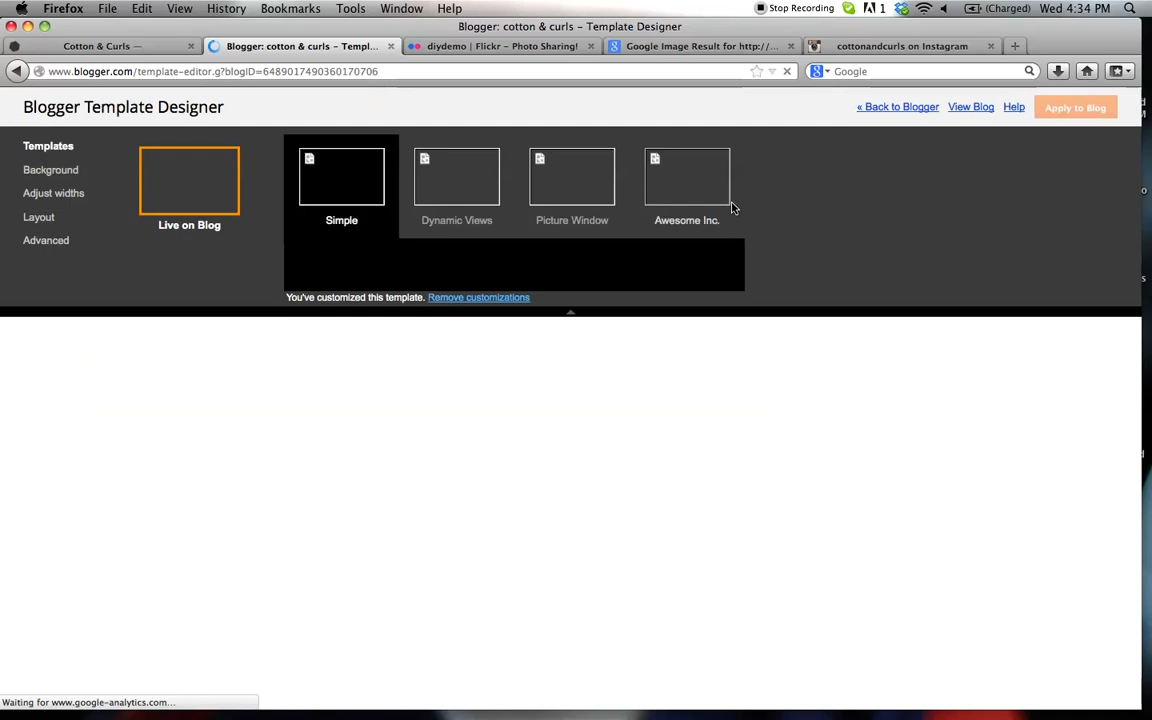 Firefox File Edit View History Bookmarks Tools Window Help Stop Recording 1 (Charged) Wed 4:34 PM
Blogger: cotton & curls - Template Designer
Cotton & Curls — Blogger: cotton & curls - Templ... diydemo | Flickr - Photo Sharing! Google Image Result for http://... cottonandcurls on Instagram
www.blogger.com/template-editor.g?blogID=6489017490360170706 Google
Blogger Template Designer « Back to Blogger View Blog Help Apply to Blog
Templates
Background
Adjust widths
Layout
Advanced
Live on Blog
Simple Dynamic Views Picture Window Awesome Inc.
You've customized this template. Remove customizations
Waiting for www.google-analytics.com...